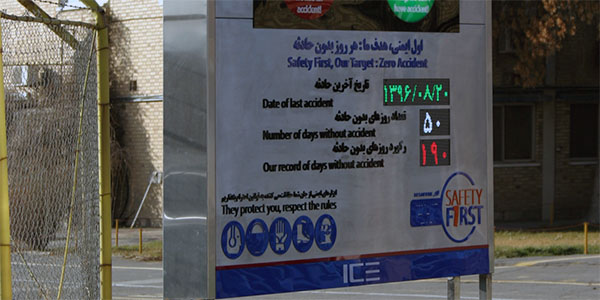 accident!
have accident!
اول ایمنی، هدف ما: هر روز بدون حادثه
Safety First, Our Target: Zero Accident
تاریخ آخرین حادثه
Date of last accident
۱۳۹۶/۰۸/۲۰
تعداد روزهای بدون حادثه
Number of days without accident
۵۰
رکورد روزهای بدون حادثه
Our record of days without accident
۱۹۰
They protect you, respect the rules
SAFETY
F1RST
ICE